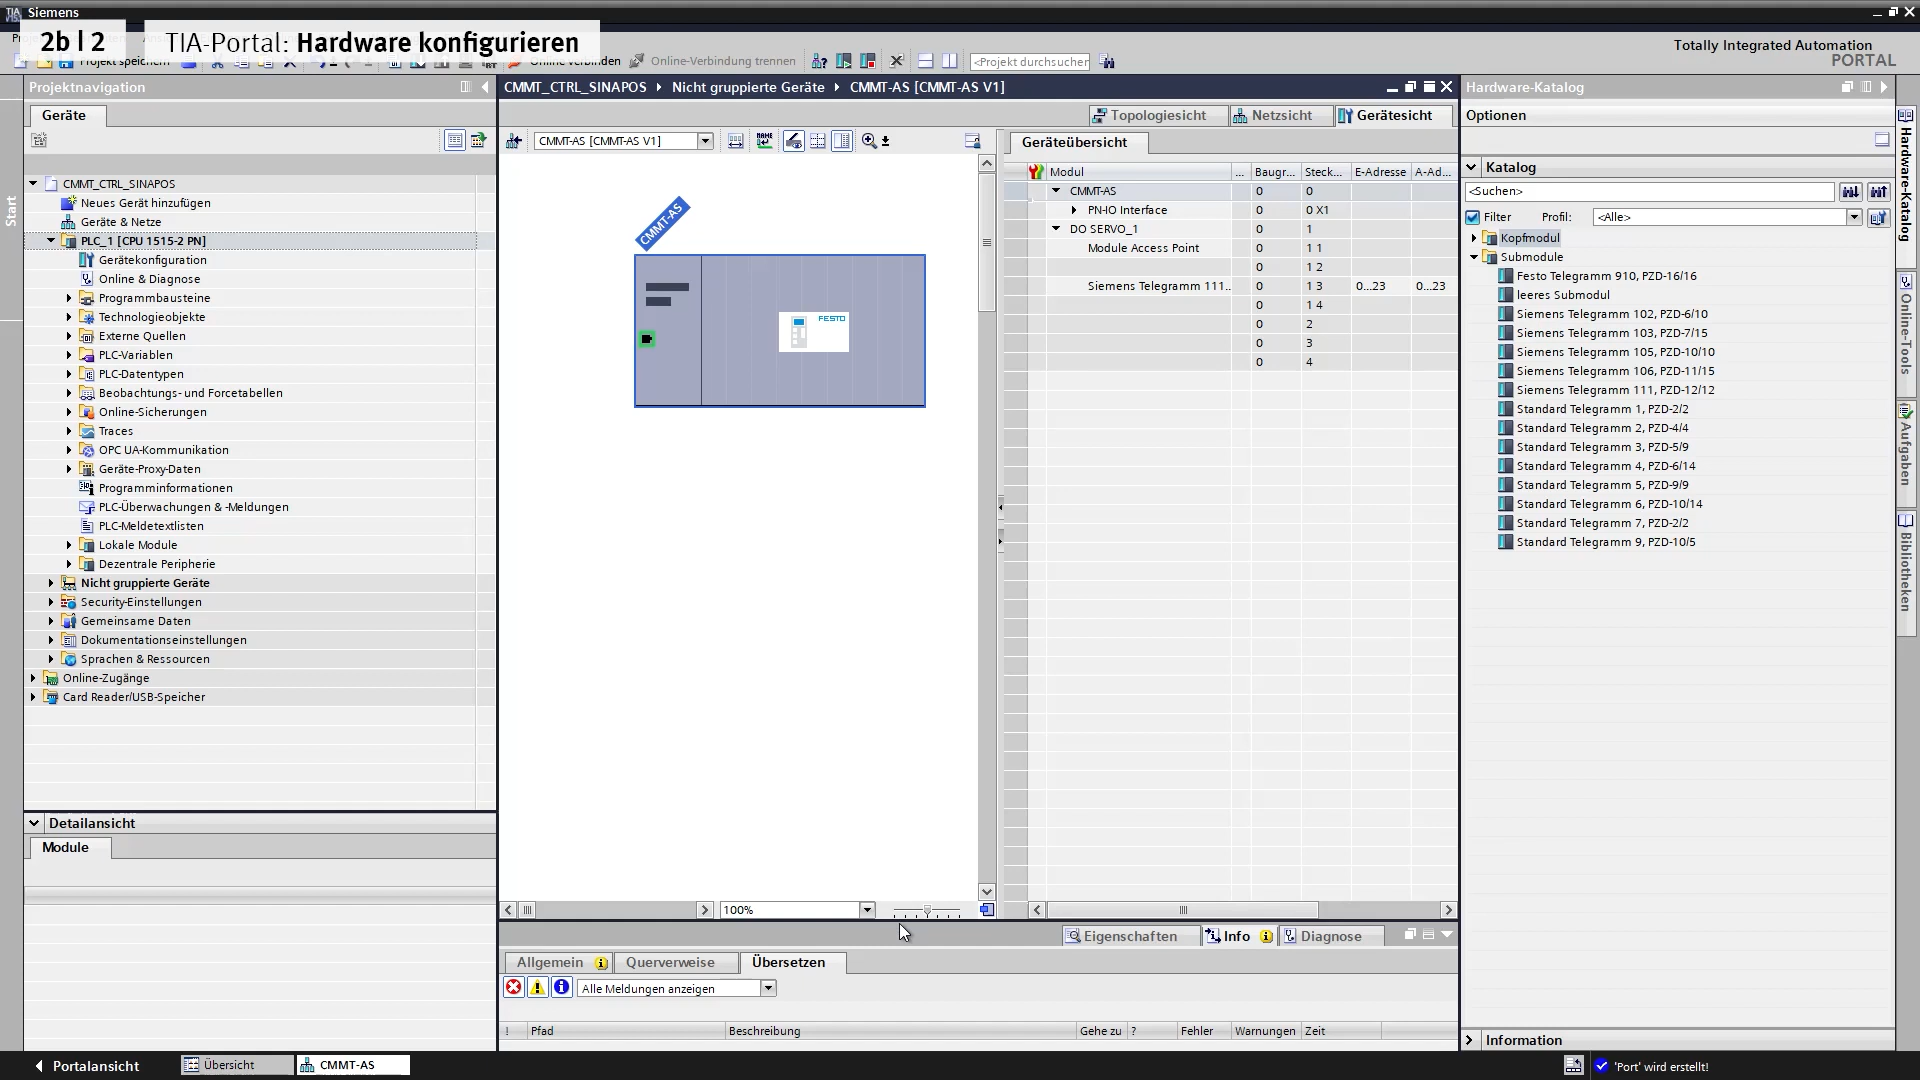 Siemens
2b | 2
TIA-Portal: Hardware konfigurieren
Projekt speichern
Online verbinden
Online-Verbindung trennen
<Projekt durchsuchen
Totally Integrated Automation
PORTAL
Projektnavigation
CMMT_CTRL_SINAPOS
Nicht gruppierte Geräte
CMMT-AS [CMMT-AS V1]
Hardware-Katalog
Geräte
Topologiesicht
Netzsicht
Gerätesicht
Optionen
CMMT-AS [CMMT-AS V1]
Geräteübersicht
Start
CMMT_CTRL_SINAPOS
Neues Gerät hinzufügen
Geräte & Netze
PLC_1 [CPU 1515-2 PN]
Gerätekonfiguration
Online & Diagnose
Programmbausteine
Technologieobjekte
Externe Quellen
PLC-Variablen
PLC-Datentypen
Beobachtungs- und Forcetabellen
Online-Sicherungen
Traces
OPC UA-Kommunikation
Geräte-Proxy-Daten
Programminformationen
PLC-Überwachungen & -Meldungen
PLC-Meldetextlisten
Lokale Module
Dezentrale Peripherie
Nicht gruppierte Geräte
Security-Einstellungen
Gemeinsame Daten
Dokumentationseinstellungen
Sprachen & Ressourcen
Online-Zugänge
Card Reader/USB-Speicher
Detailansicht
Module
CMMT-AS
FESTO
100%
Modul ... Baugr... Steck... E-Adresse A-Ad...
CMMT-AS 0 0
PN-IO Interface 0 0 X1
DO SERVO_1 0 1
Module Access Point 0 1 1
0 1 2
Siemens Telegramm 111... 0 1 3 0...23 0...23
0 1 4
0 2
0 3
0 4
Katalog
<Suchen>
Filter Profil: <Alle>
Kopfmodul
Submodule
Festo Telegramm 910, PZD-16/16
leeres Submodul
Siemens Telegramm 102, PZD-6/10
Siemens Telegramm 103, PZD-7/15
Siemens Telegramm 105, PZD-10/10
Siemens Telegramm 106, PZD-11/15
Siemens Telegramm 111, PZD-12/12
Standard Telegramm 1, PZD-2/2
Standard Telegramm 2, PZD-4/4
Standard Telegramm 3, PZD-5/9
Standard Telegramm 4, PZD-6/14
Standard Telegramm 5, PZD-9/9
Standard Telegramm 6, PZD-10/14
Standard Telegramm 7, PZD-2/2
Standard Telegramm 9, PZD-10/5
Information
Hardware-Katalog
Online-Tools
Aufgaben
Bibliotheken
Eigenschaften
Info
Diagnose
Allgemein
Querverweise
Übersetzen
Alle Meldungen anzeigen
! Pfad Beschreibung Gehe zu ? Fehler Warnungen Zeit
Portalansicht
Übersicht
CMMT-AS
'Port' wird erstellt!